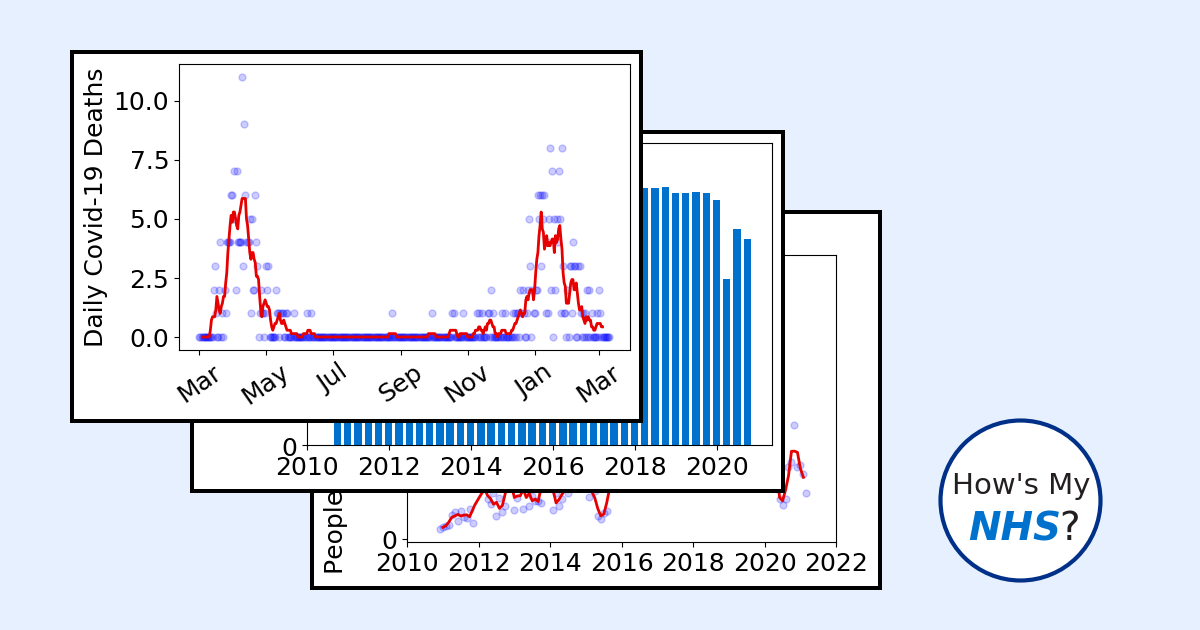 Daily Covid-19 Deaths
10.0
7.5
5.0
2.5
0.0
Mar May Jul Sep Nov Jan Mar
0
2010 2012 2014 2016 2018 2020
People
0
2010 2012 2014 2016 2018 2020 2022
How's My
NHS?